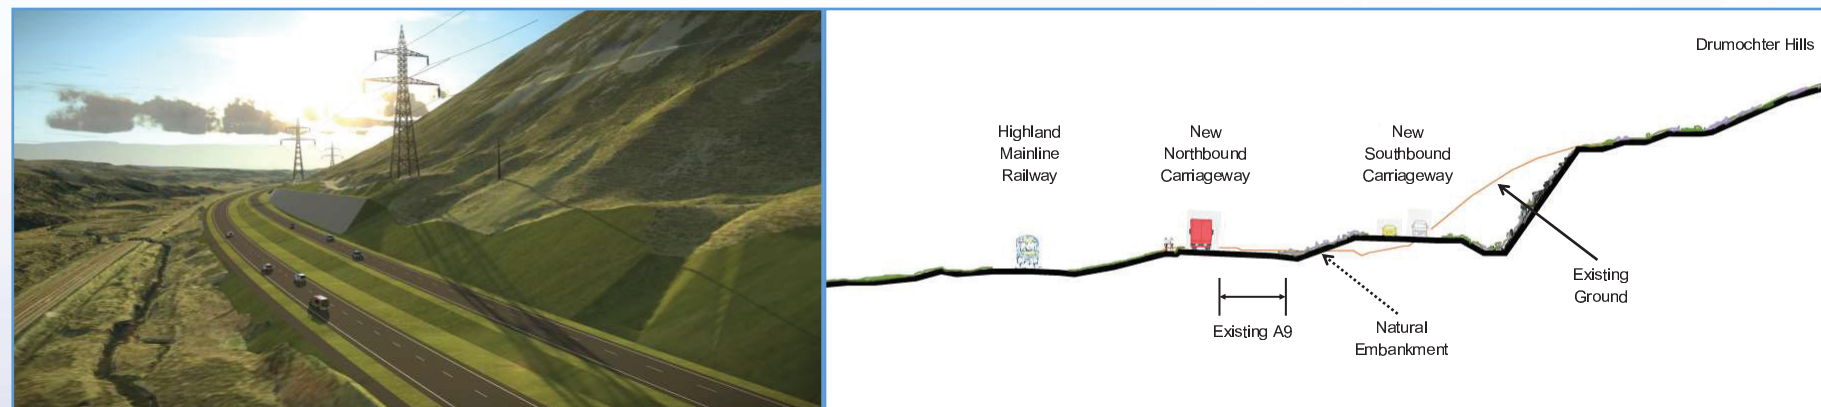 Drumochter Hills
Highland
Mainline
Railway
New
Northbound
Carriageway
New
Southbound
Carriageway
Existing
Ground
Existing A9
Natural
Embankment